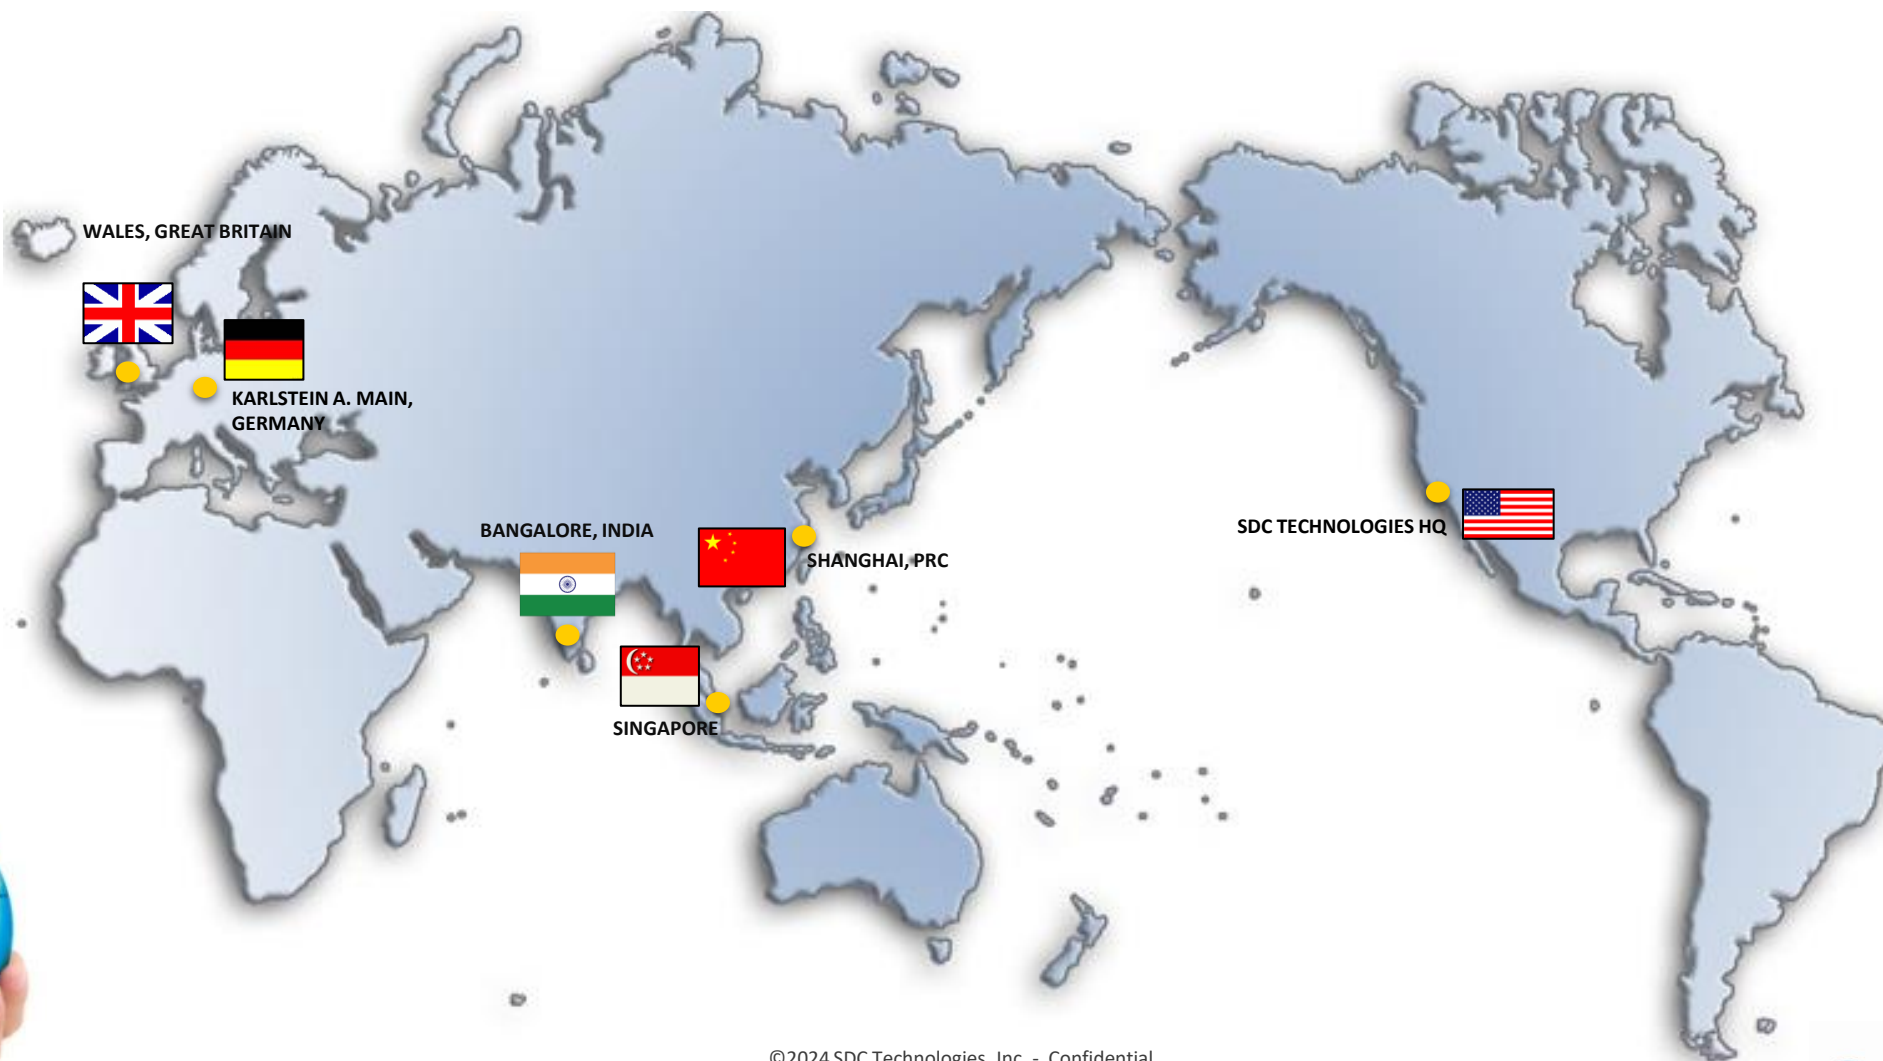 WALES, GREAT BRITAIN
KARLSTEIN A. MAIN,
GERMANY
BANGALORE, INDIA
SHANGHAI, PRC
SDC TECHNOLOGIES HQ
SINGAPORE
©2024 SDC Technologies, Inc. - Confidential